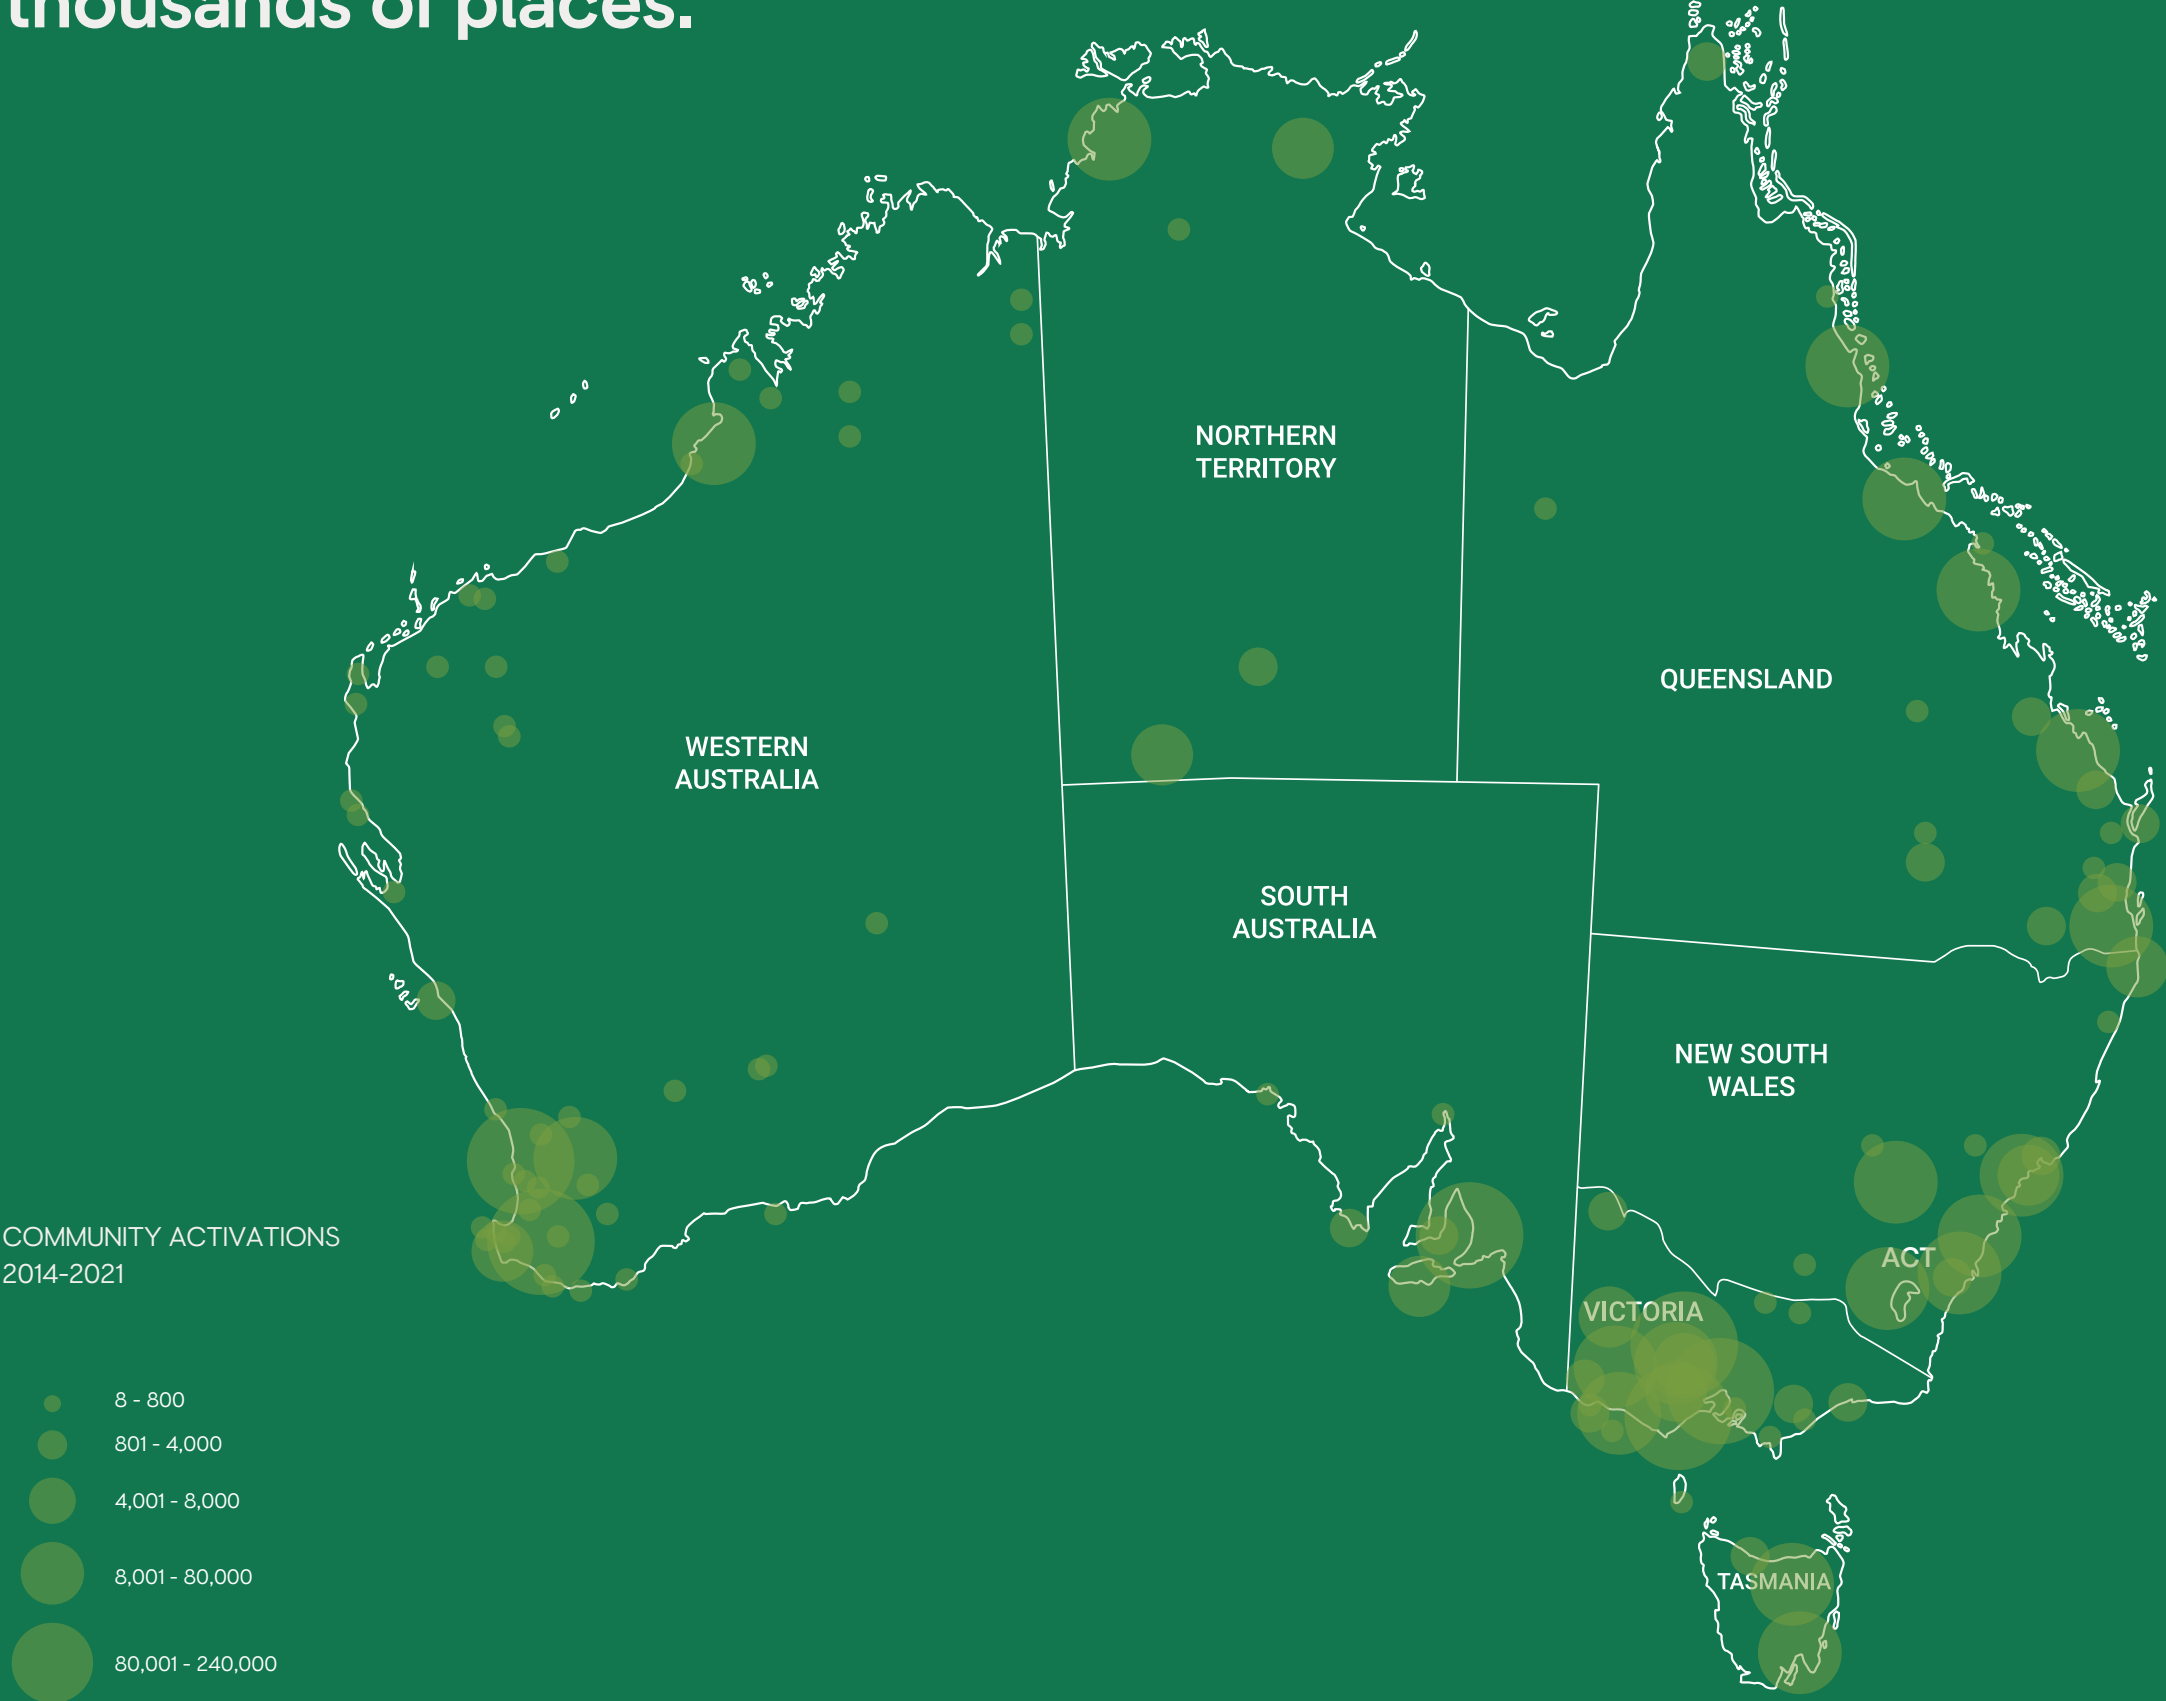 thousands of places.
NORTHERN
TERRITORY
QUEENSLAND
WESTERN
AUSTRALIA
SOUTH
AUSTRALIA
NEW SOUTH
WALES
ACT
VICTORIA
TASMANIA
COMMUNITY ACTIVATIONS
2014-2021
8 - 800
801 - 4,000
4,001 - 8,000
8,001 - 80,000
80,001 - 240,000